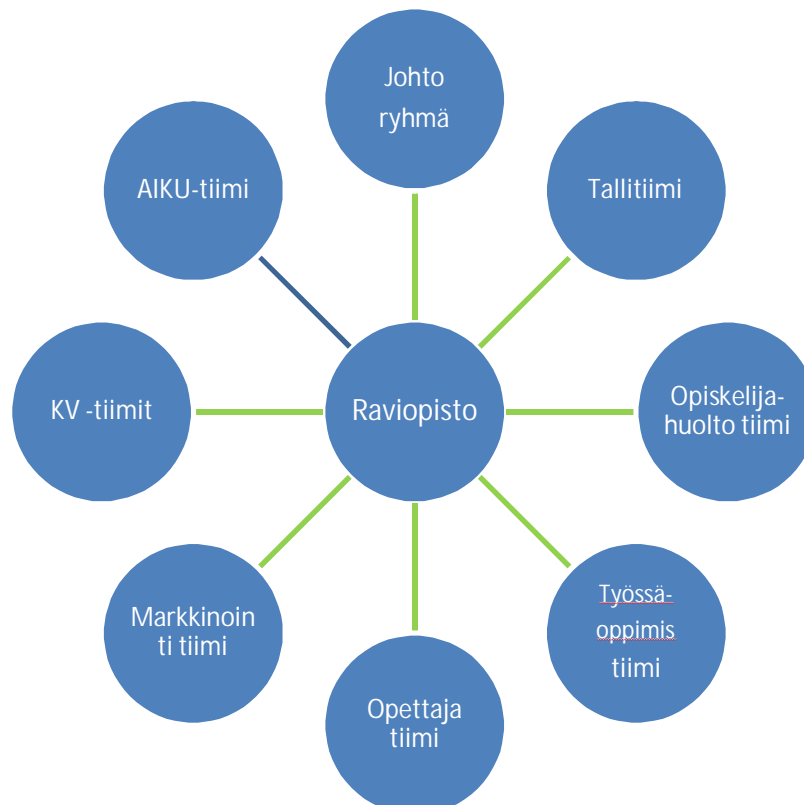 Johto
ryhmä
AIKU-tiimi
Tallitiimi
KV -tiimit
Raviopisto
Opiskelija-
huolto tiimi
Markkinoin
ti tiimi
Työssä-
oppimis
tiimi
Opettaja
tiimi